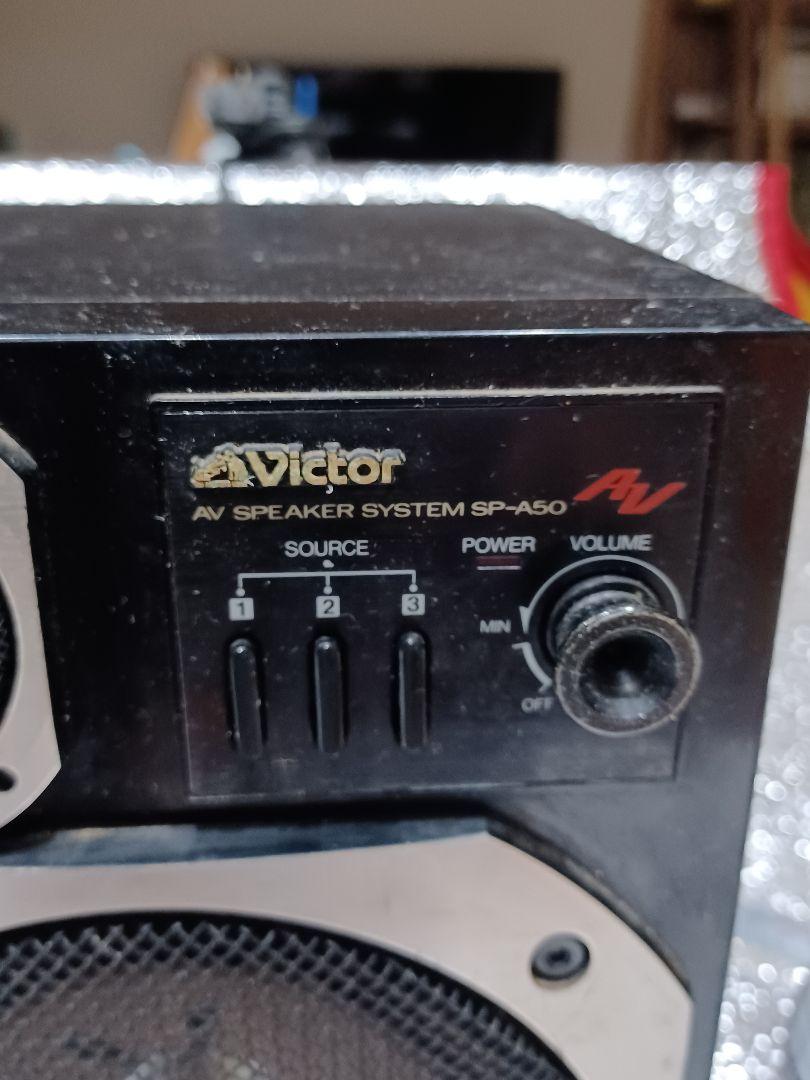 Victor
AV SPEAKER SYSTEM SP-A50 AV
SOURCE POWER VOLUME
1 2 3
MIN
OFF